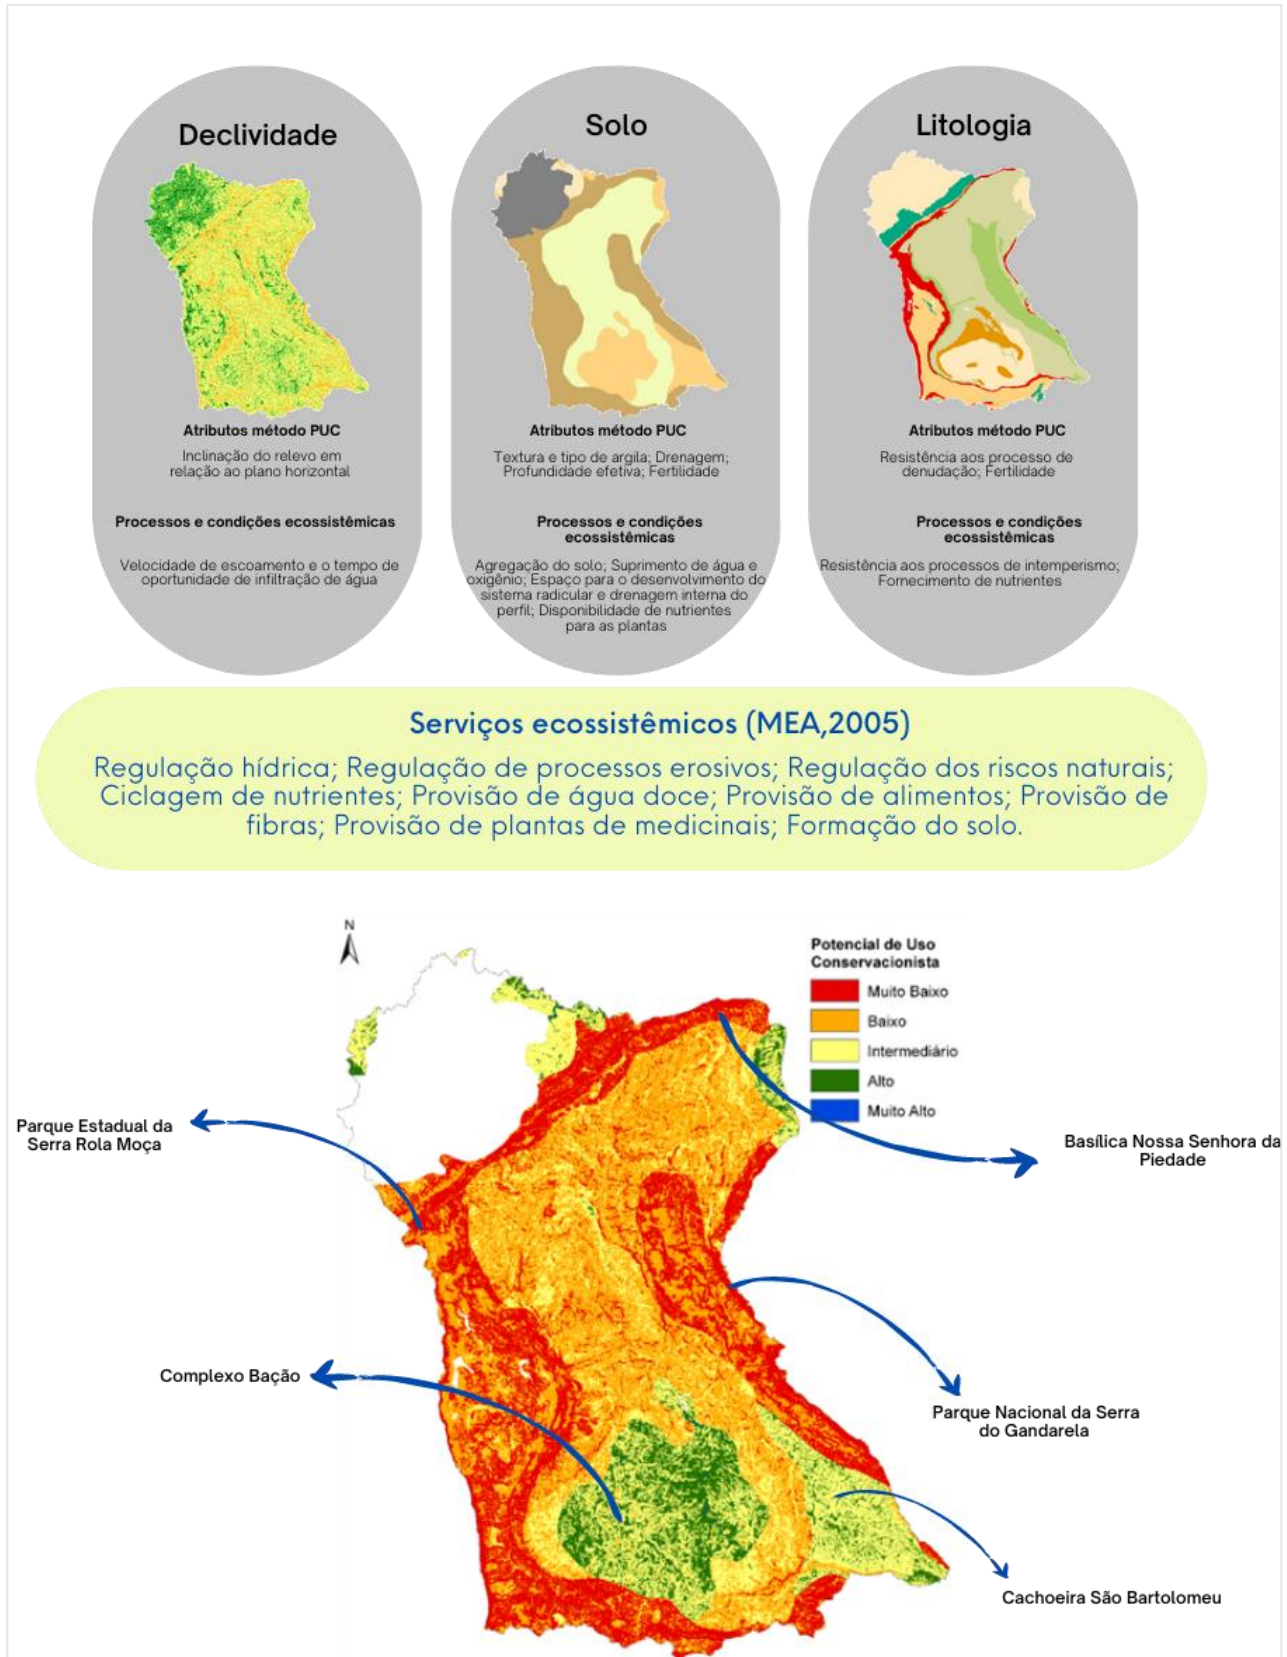 Declividade
Atributos método PUC
Inclinação do relevo em
relação ao plano horizontal
Processos e condições ecossistêmicas
Velocidade de escoamento e o tempo de
oportunidade de infiltração de água
Solo
Atributos método PUC
Textura e tipo de argila; Drenagem;
Profundidade efetiva; Fertilidade
Processos e condições
ecossistêmicas
Agregação do solo; Suprimento de água e
oxigênio; Espaço para o desenvolvimento do
sistema radicular e drenagem interna do
perfil; Disponibilidade de nutrientes
para as plantas
Litologia
Atributos método PUC
Resistência aos processo de
denudação; Fertilidade
Processos e condições
ecossistêmicas
Resistência aos processos de intemperismo;
Fornecimento de nutrientes
Serviços ecossistêmicos (MEA,2005)
Regulação hídrica; Regulação de processos erosivos; Regulação dos riscos naturais;
Ciclagem de nutrientes; Provisão de água doce; Provisão de alimentos; Provisão de
fibras; Provisão de plantas de medicinais; Formação do solo.
N
Potencial de Uso
Conservacionista
Muito Baixo
Baixo
Intermediário
Alto
Muito Alto
Parque Estadual da
Serra Rola Moça
Basílica Nossa Senhora da
Piedade
Complexo Bação
Parque Nacional da Serra
do Gandarela
Cachoeira São Bartolomeu